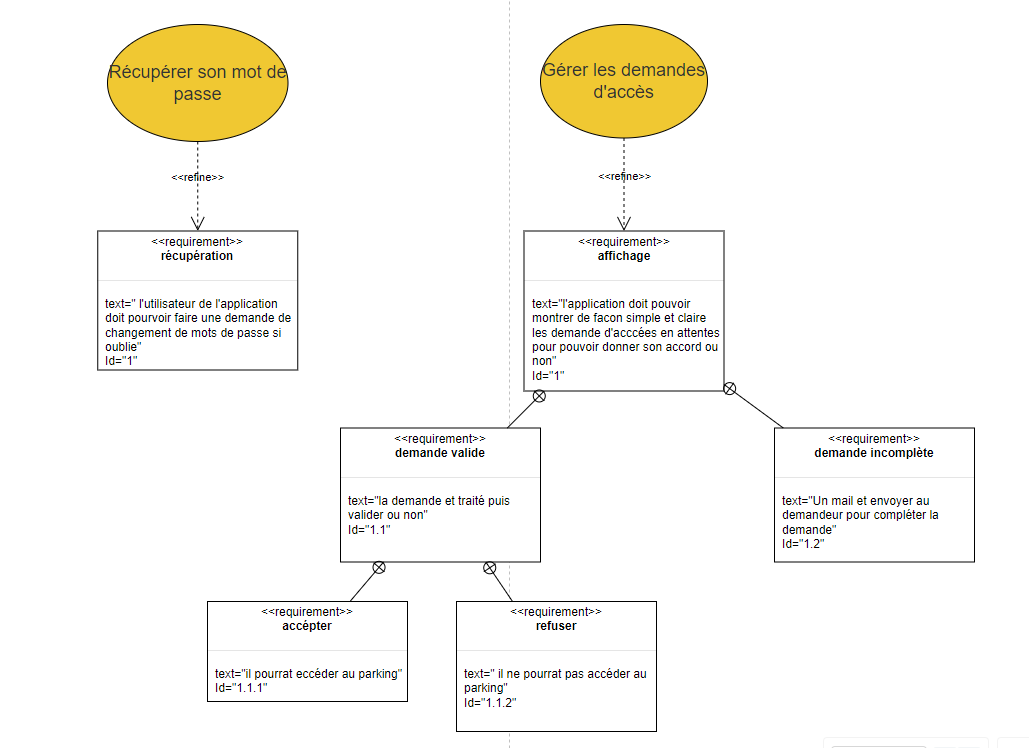 Récupérer son mot de
passe
Gérer les demandes
d'accès
<<refine>>
<<refine>>
<<requirement>>
récupération
text=" l'utilisateur de l'application
doit pourvoir faire une demande de
changement de mots de passe si
oublie"
Id="1"
<<requirement>>
affichage
text="l'application doit pouvoir
montrer de facon simple et claire
les demande d'acccées en attentes
pour pouvoir donner son accord ou
non"
Id="1"
<<requirement>>
demande valide
text="la demande et traité puis
valider ou non"
Id="1.1"
<<requirement>>
demande incomplète
text="Un mail et envoyer au
demandeur pour compléter la
demande"
Id="1.2"
<<requirement>>
accépter
text="il pourrat eccéder au parking"
Id="1.1.1"
<<requirement>>
refuser
text=" il ne pourrat pas accéder au
parking"
Id="1.1.2"